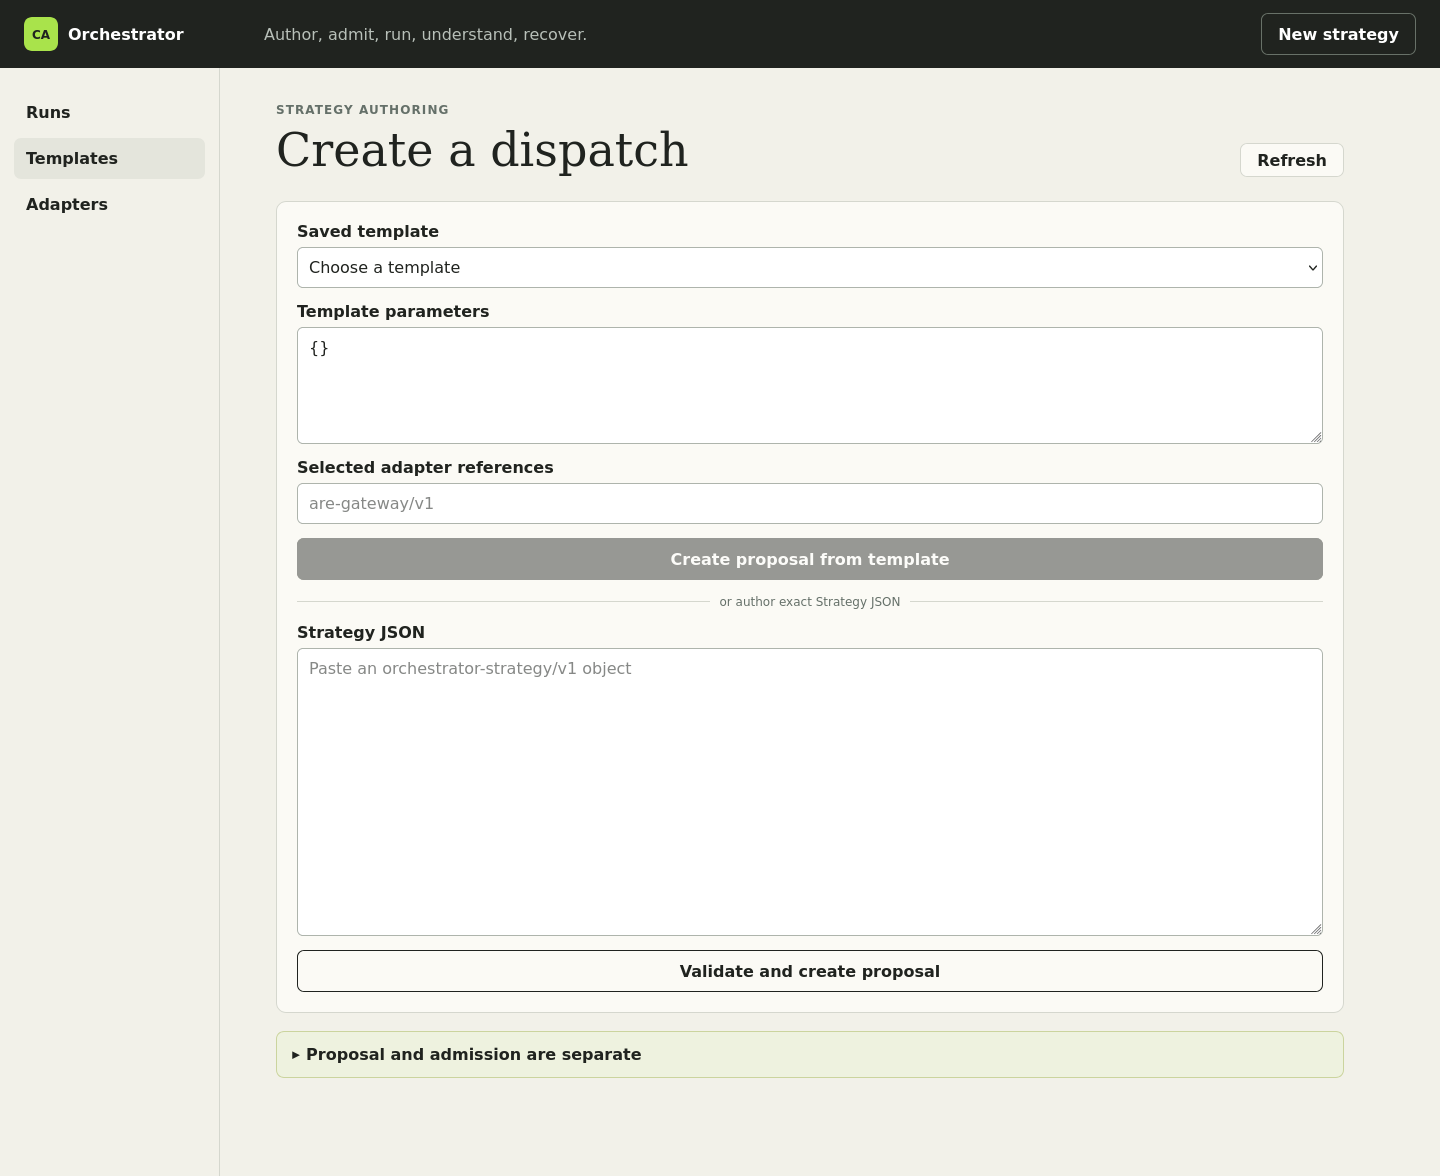 CA
Orchestrator
Author, admit, run, understand, recover.
New strategy
Runs
Templates
Adapters
STRATEGY AUTHORING
Create a dispatch
Refresh
Saved template
Choose a template
Template parameters
{}
Selected adapter references
are-gateway/v1
Create proposal from template
or author exact Strategy JSON
Strategy JSON
Paste an orchestrator-strategy/v1 object
Validate and create proposal
▸ Proposal and admission are separate